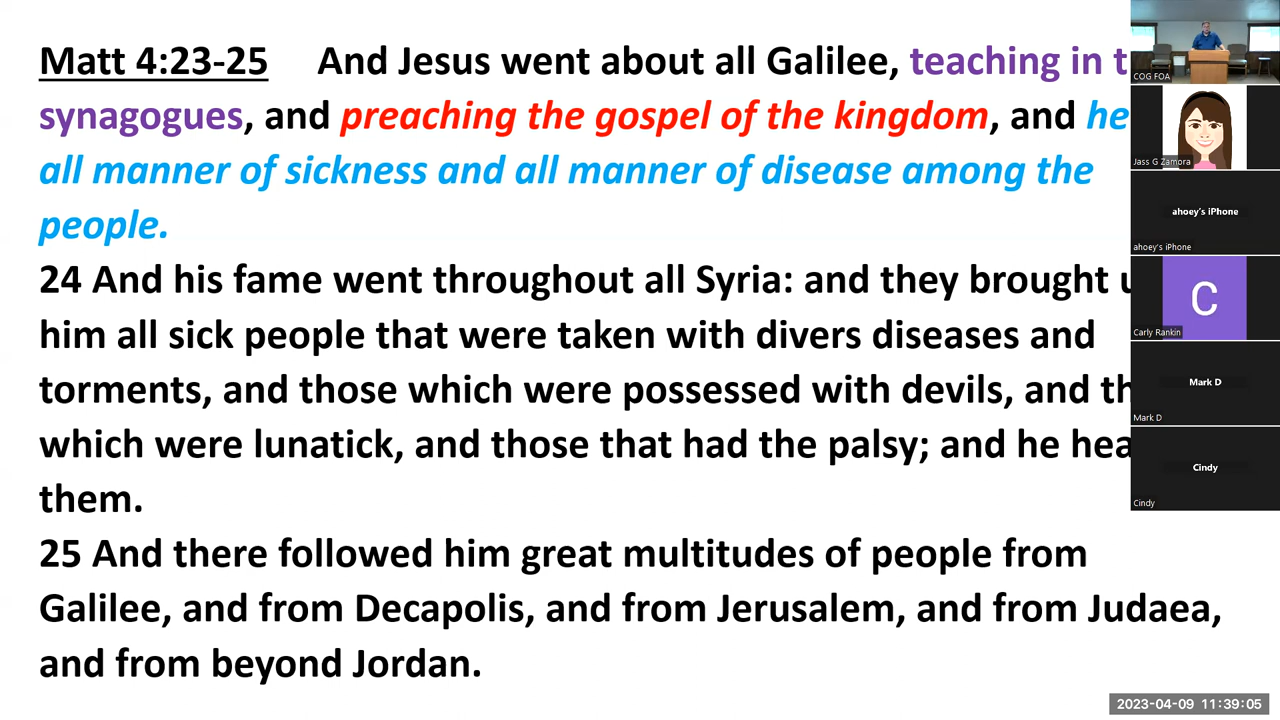 Matt 4:23-25 And Jesus went about all Galilee, teaching in t
synagogues, and preaching the gospel of the kingdom, and he
all manner of sickness and all manner of disease among the
people.
24 And his fame went throughout all Syria: and they brought u
him all sick people that were taken with divers diseases and
torments, and those which were possessed with devils, and th
which were lunatick, and those that had the palsy; and he hea
them.
25 And there followed him great multitudes of people from
Galilee, and from Decapolis, and from Jerusalem, and from Judaea,
and from beyond Jordan.
COG FOA
Jass G Zamora
ahoey's iPhone
ahoey's iPhone
C
Carly Rankin
Mark D
Mark D
Cindy
Cindy
2023-04-09 11:39:05